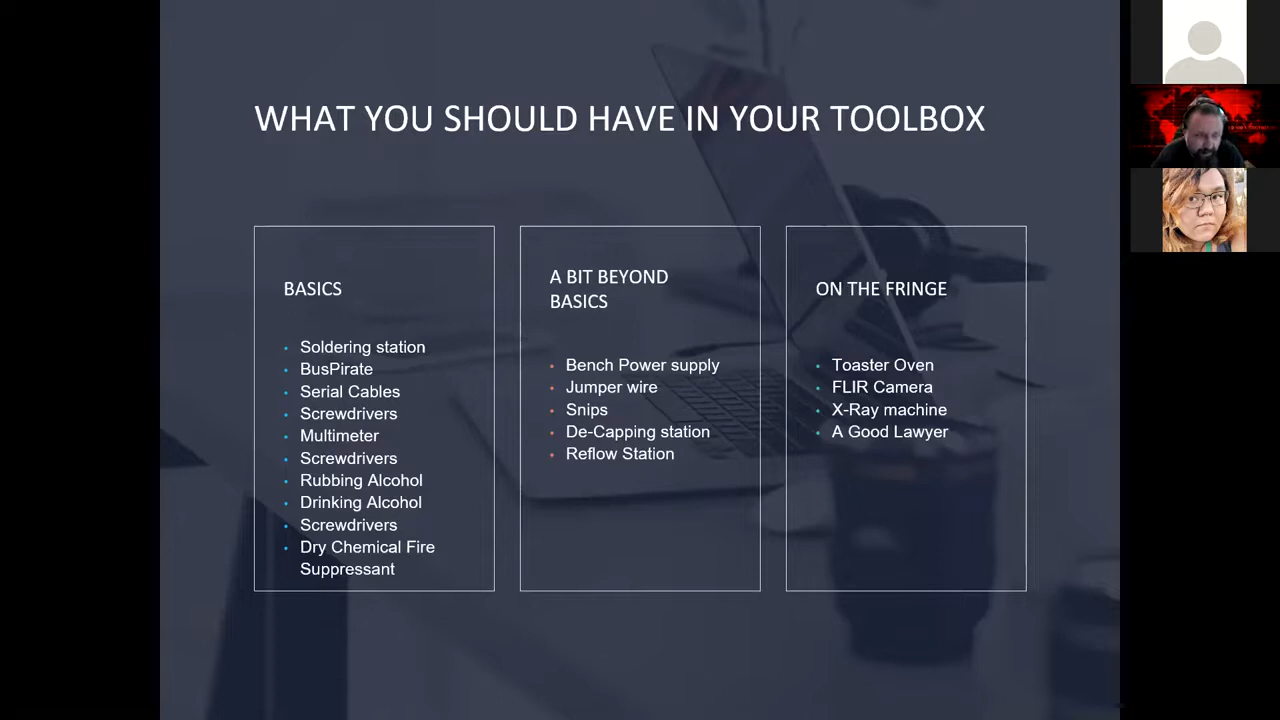 WHAT YOU SHOULD HAVE IN YOUR TOOLBOX
BASICS
Soldering station
BusPirate
Serial Cables
Screwdrivers
Multimeter
Screwdrivers
Rubbing Alcohol
Drinking Alcohol
Screwdrivers
Dry Chemical Fire
Suppressant
A BIT BEYOND
BASICS
Bench Power supply
Jumper wire
Snips
De-Capping station
Reflow Station
ON THE FRINGE
Toaster Oven
FLIR Camera
X-Ray machine
A Good Lawyer